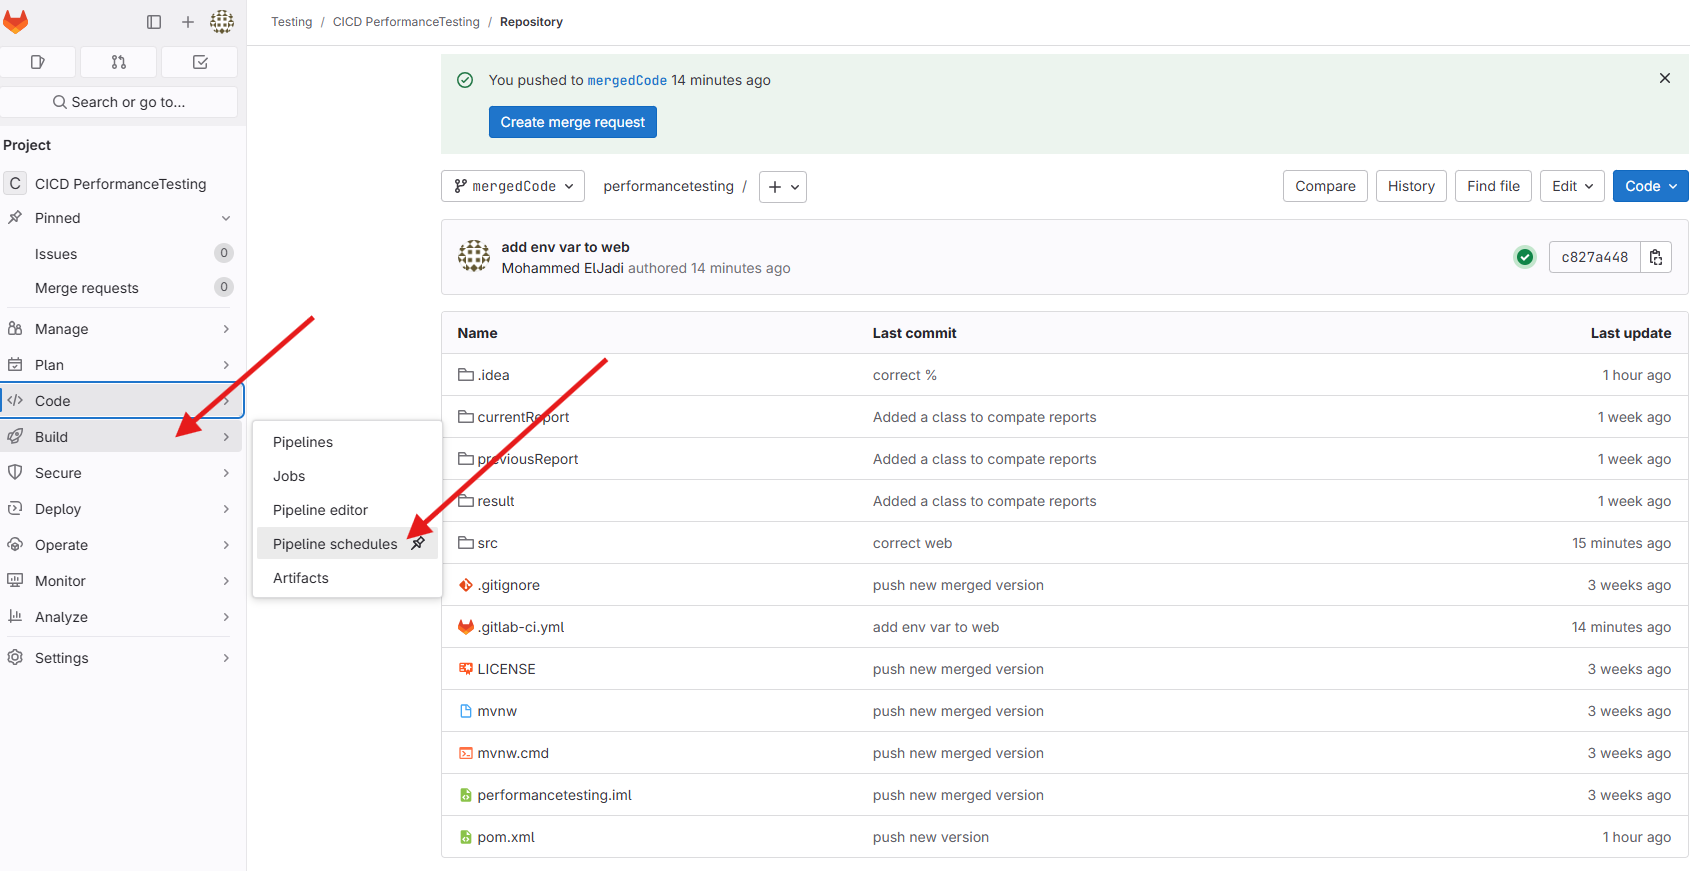 Testing / CICD PerformanceTesting / Repository
Search or go to...
Project
C CICD PerformanceTesting
Pinned
Issues 0
Merge requests 0
Manage
Plan
Code
Build
Secure
Deploy
Operate
Monitor
Analyze
Settings
Pipelines
Jobs
Pipeline editor
Pipeline schedules
Artifacts
You pushed to mergedCode 14 minutes ago
Create merge request
mergedCode performancetesting / + Compare History Find file Edit Code
add env var to web
Mohammed ElJadi authored 14 minutes ago
c827a448
Name Last commit Last update
.idea correct % 1 hour ago
currentReport Added a class to compate reports 1 week ago
previousReport Added a class to compate reports 1 week ago
result Added a class to compate reports 1 week ago
src correct web 15 minutes ago
.gitignore push new merged version 3 weeks ago
.gitlab-ci.yml add env var to web 14 minutes ago
LICENSE push new merged version 3 weeks ago
mvnw push new merged version 3 weeks ago
mvnw.cmd push new merged version 3 weeks ago
performancetesting.iml push new merged version 3 weeks ago
pom.xml push new version 1 hour ago